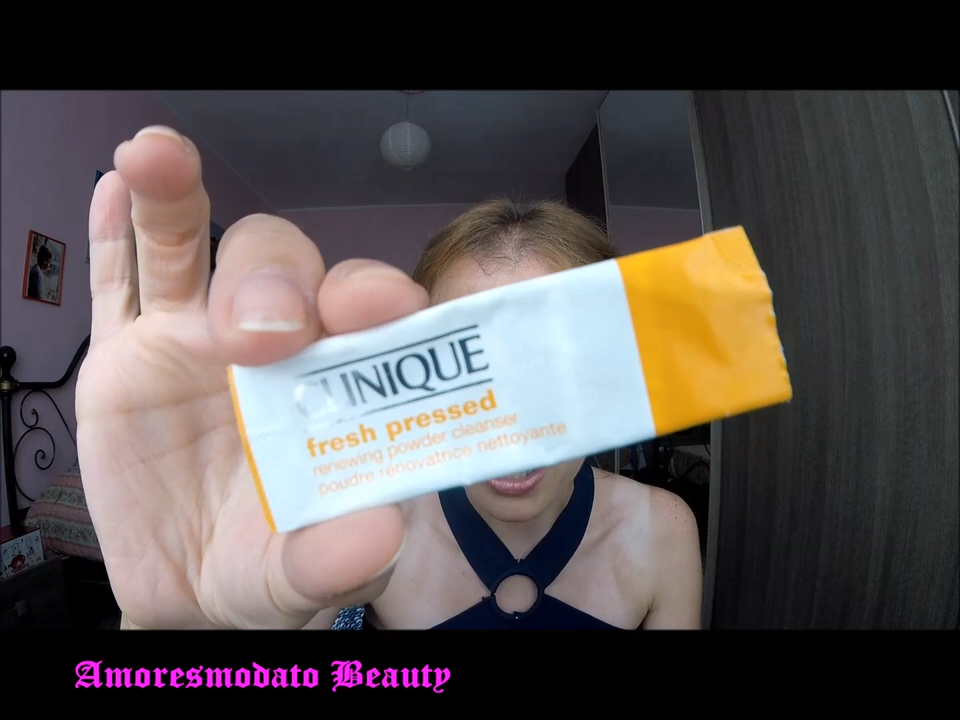 CLINIQUE
fresh pressed
renewing powder cleanser
poudre rénovatrice nettoyante
Amoresmodato Beauty